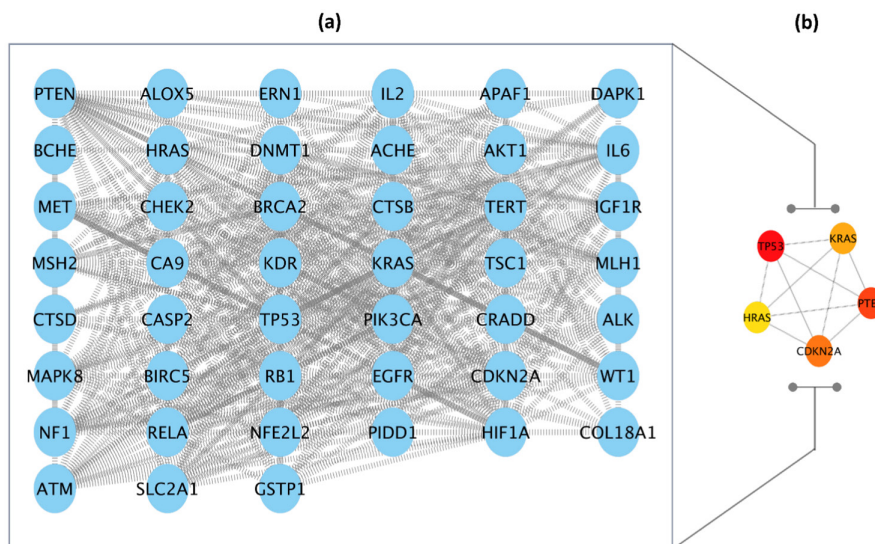 (a)
(b)
PTEN ALOX5 ERN1 IL2 APAF1 DAPK1
BCHE HRAS DNMT1 ACHE AKT1 IL6
MET CHEK2 BRCA2 CTSB TERT IGF1R
MSH2 CA9 KDR KRAS TSC1 MLH1
CTSD CASP2 TP53 PIK3CA CRADD ALK
MAPK8 BIRC5 RB1 EGFR CDKN2A WT1
NF1 RELA NFE2L2 PIDD1 HIF1A COL18A1
ATM SLC2A1 GSTP1
TP53 KRAS
PTE
HRAS
CDKN2A